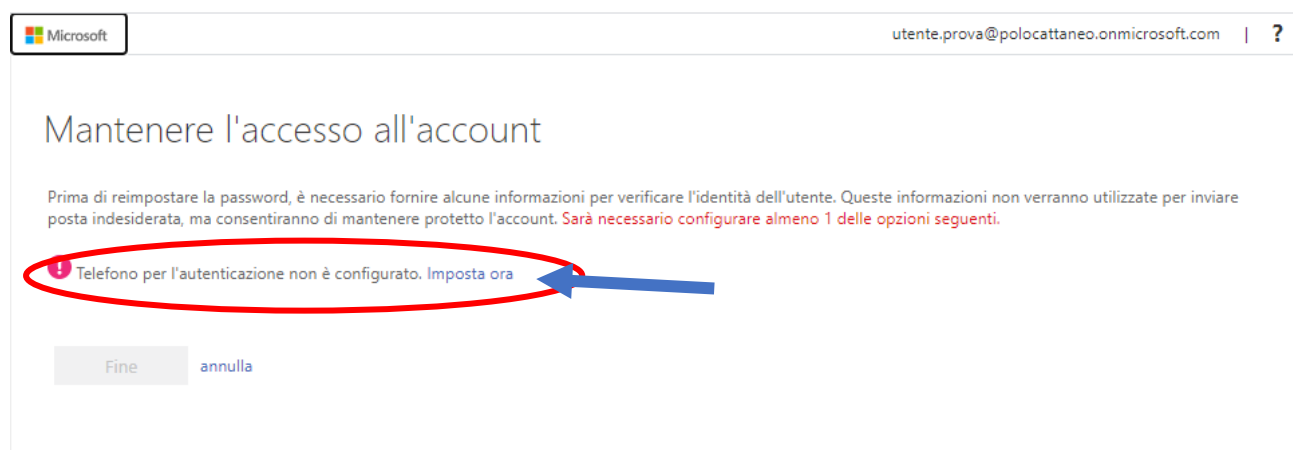 Microsoft
utente.prova@polocattaneo.onmicrosoft.com | ?
Mantenere l'accesso all'account
Prima di reimpostare la password, è necessario fornire alcune informazioni per verificare l'identità dell'utente. Queste informazioni non verranno utilizzate per inviare
posta indesiderata, ma consentiranno di mantenere protetto l'account. Sarà necessario configurare almeno 1 delle opzioni seguenti.
! Telefono per l'autenticazione non è configurato. Imposta ora
Fine annulla